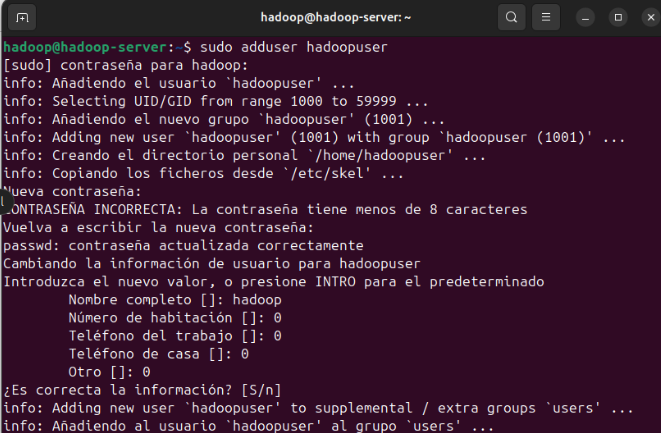 hadoop@hadoop-server: ~
hadoop@hadoop-server:~$ sudo adduser hadoopuser
[sudo] contraseña para hadoop:
info: Añadiendo el usuario `hadoopuser' ...
info: Selecting UID/GID from range 1000 to 59999 ...
info: Añadiendo el nuevo grupo `hadoopuser' (1001) ...
info: Adding new user `hadoopuser' (1001) with group `hadoopuser (1001)' ...
info: Creando el directorio personal `/home/hadoopuser' ...
info: Copiando los ficheros desde `/etc/skel' ...
Nueva contraseña:
CONTRASEÑA INCORRECTA: La contraseña tiene menos de 8 caracteres
Vuelva a escribir la nueva contraseña:
passwd: contraseña actualizada correctamente
Cambiando la información de usuario para hadoopuser
Introduzca el nuevo valor, o presione INTRO para el predeterminado
Nombre completo []: hadoop
Número de habitación []: 0
Teléfono del trabajo []: 0
Teléfono de casa []: 0
Otro []: 0
¿Es correcta la información? [S/n]
info: Adding new user `hadoopuser' to supplemental / extra groups `users' ...
info: Añadiendo al usuario `hadoopuser' al grupo `users' ...